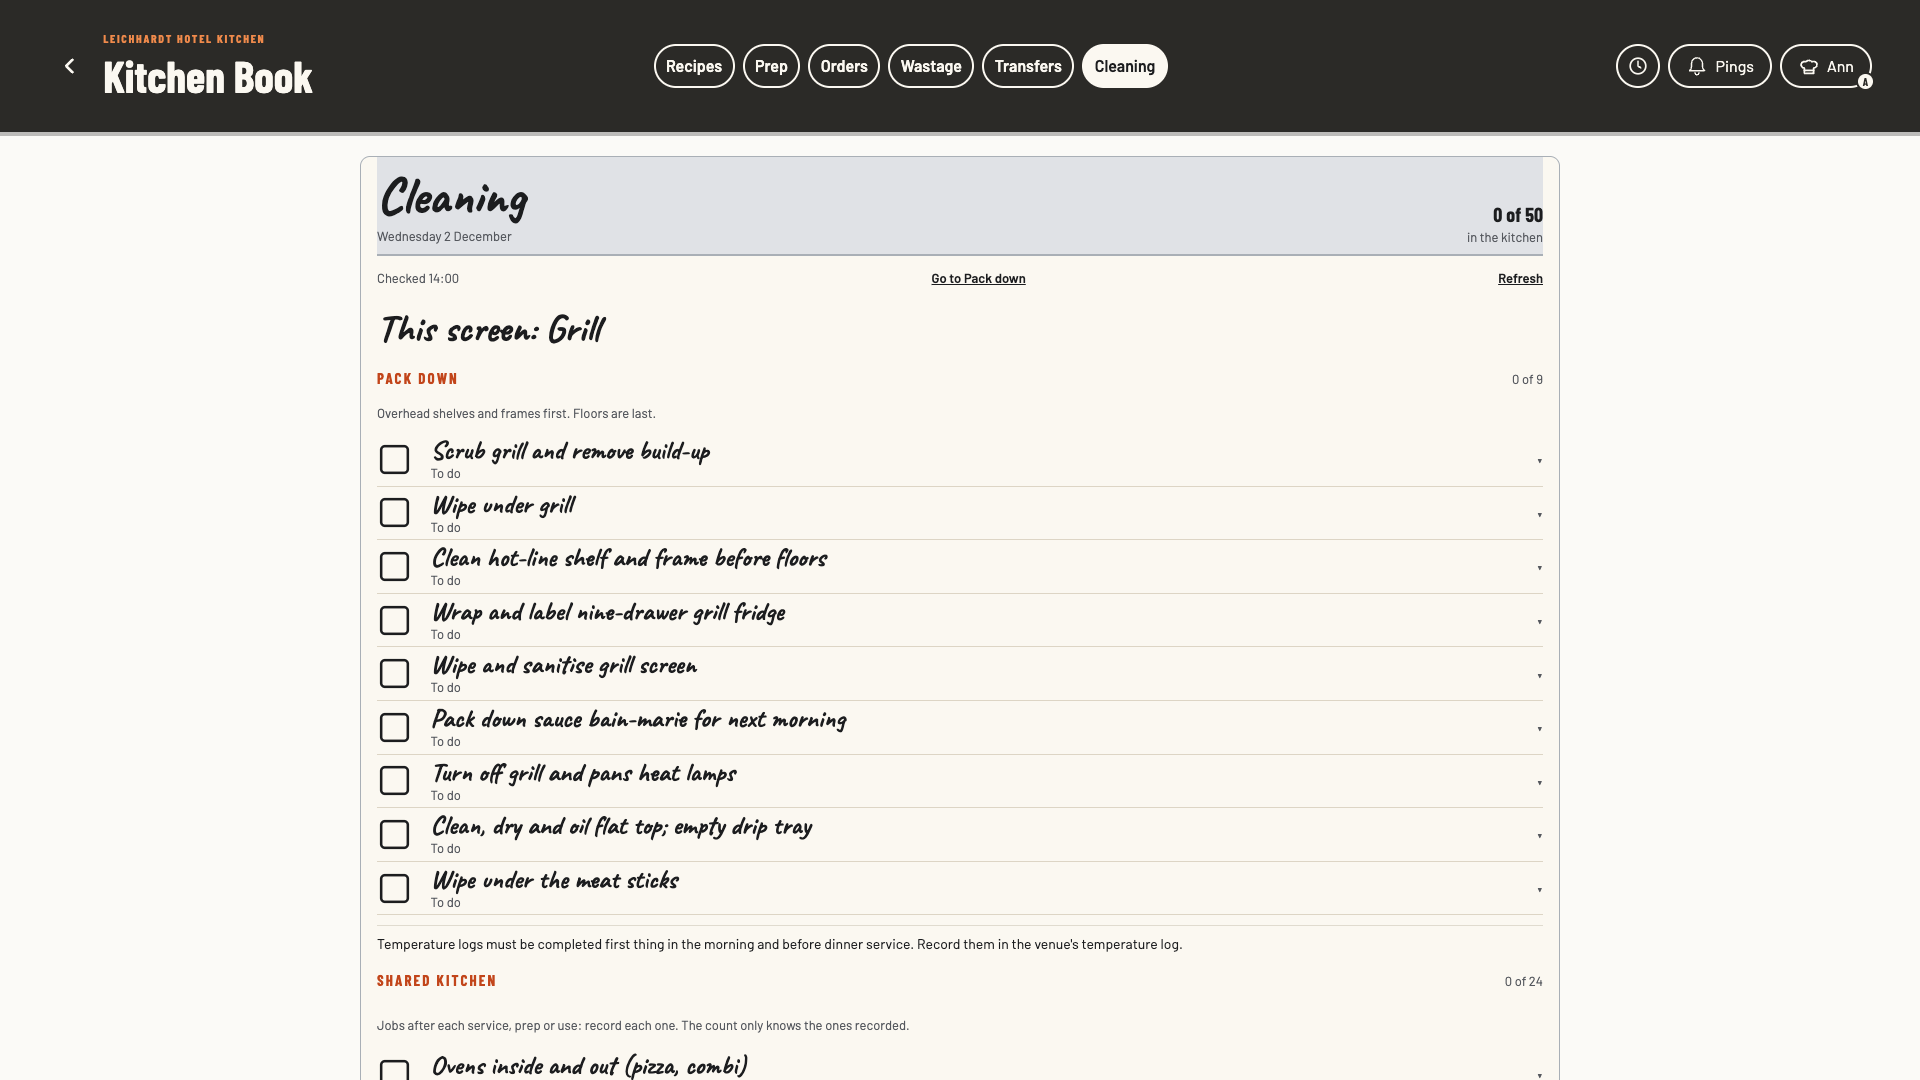 LEICHHARDT HOTEL KITCHEN
Kitchen Book
Recipes Prep Orders Wastage Transfers Cleaning
Pings
Ann
A
Cleaning
Wednesday 2 December
0 of 50
in the kitchen
Checked 14:00
Go to Pack down
Refresh
This screen: Grill
PACK DOWN
0 of 9
Overhead shelves and frames first. Floors are last.
Scrub grill and remove build-up
To do
Wipe under grill
To do
Clean hot-line shelf and frame before floors
To do
Wrap and label nine-drawer grill fridge
To do
Wipe and sanitise grill screen
To do
Pack down sauce bain-marie for next morning
To do
Turn off grill and pans heat lamps
To do
Clean, dry and oil flat top; empty drip tray
To do
Wipe under the meat sticks
To do
Temperature logs must be completed first thing in the morning and before dinner service. Record them in the venue's temperature log.
SHARED KITCHEN
0 of 24
Jobs after each service, prep or use: record each one. The count only knows the ones recorded.
Ovens inside and out (pizza, combi)